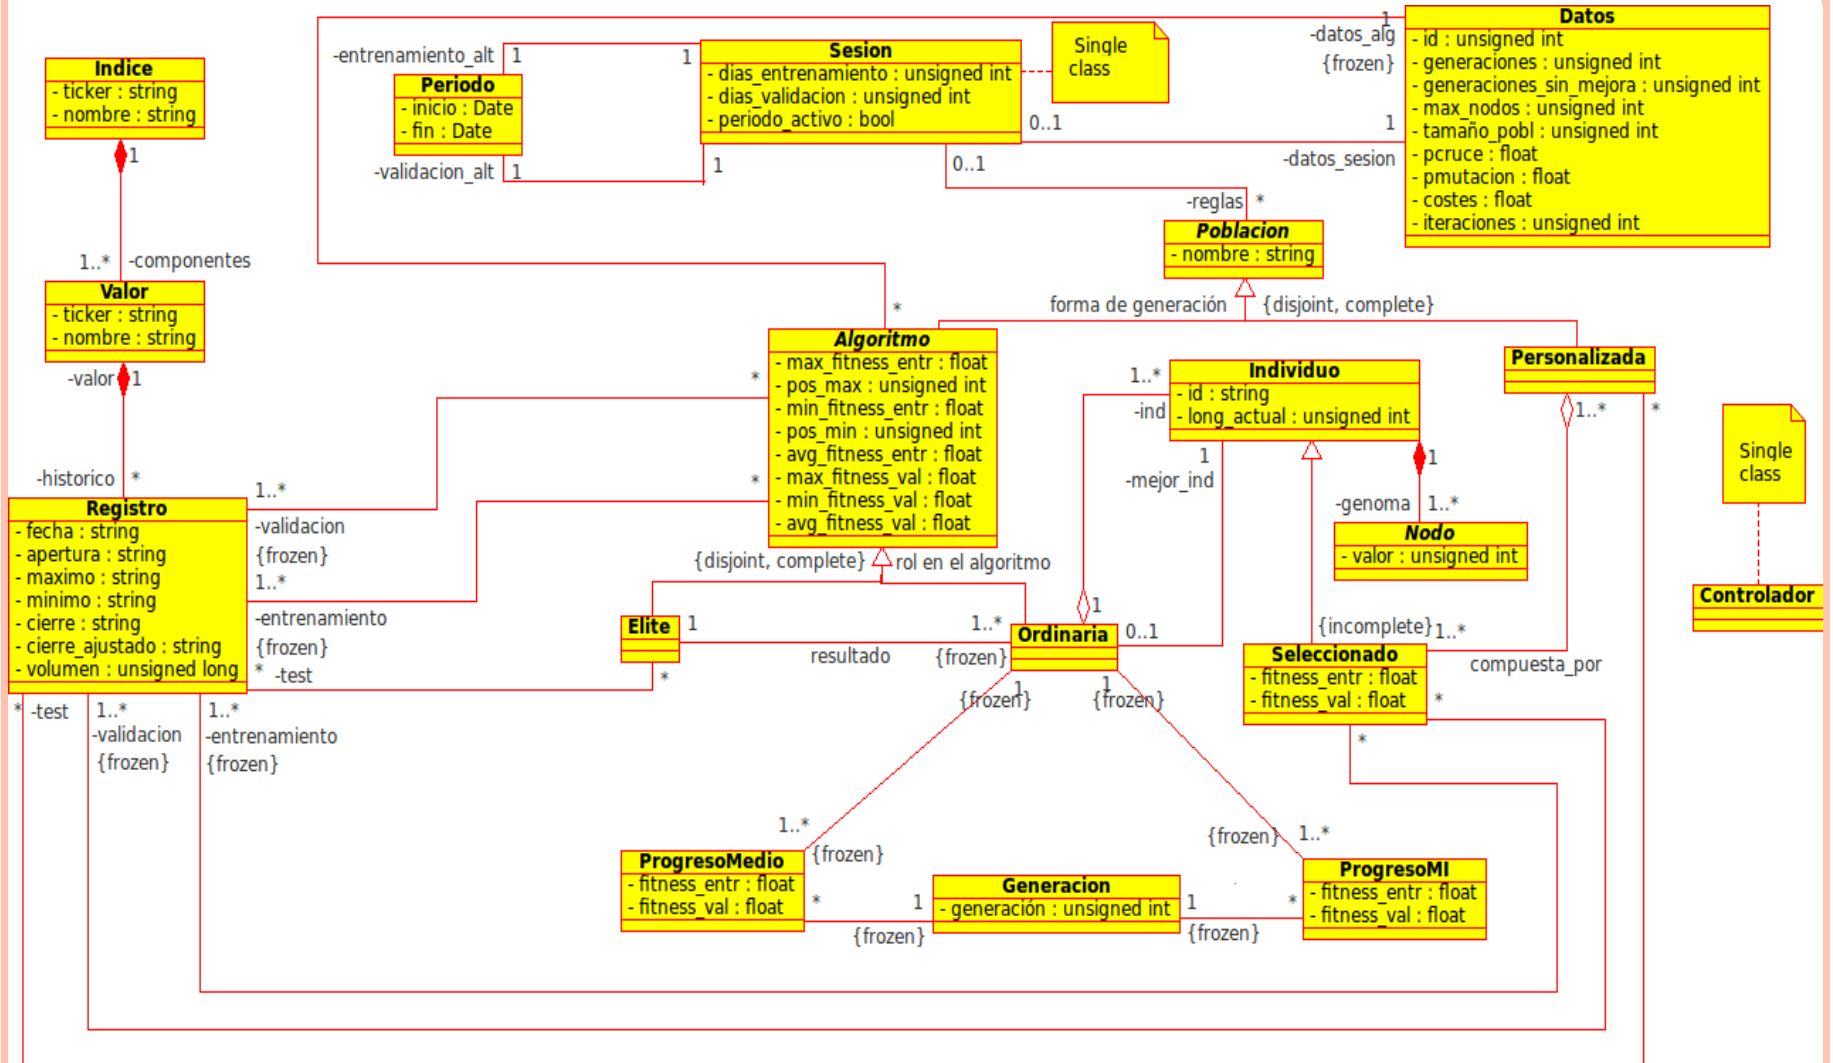 Indice
- ticker : string
- nombre : string
1
1..*
-componentes
Valor
- ticker : string
- nombre : string
-valor
1
-historico
*
Registro
- fecha : string
- apertura : string
- maximo : string
- minimo : string
- cierre : string
- cierre_ajustado : string
- volumen : unsigned long
1..*
-validacion
{frozen}
1..*
-entrenamiento
{frozen}
* -test
* -test
1..*
-validacion
{frozen}
1..*
-entrenamiento
{frozen}
-entrenamiento_alt
1
1
Periodo
- inicio : Date
- fin : Date
-validacion_alt
1
1
Sesion
- dias_entrenamiento : unsigned int
- dias_validacion : unsigned int
- periodo_activo : bool
Single
class
0..1
1
-datos_sesion
0..1
1
-datos_alg
{frozen}
Datos
- id : unsigned int
- generaciones : unsigned int
- generaciones_sin_mejora : unsigned int
- max_nodos : unsigned int
- tamaño_pobl : unsigned int
- pcruce : float
- pmutacion : float
- costes : float
- iteraciones : unsigned int
-reglas
*
Poblacion
- nombre : string
forma de generación
{disjoint, complete}
*
Algoritmo
- max_fitness_entr : float
- pos_max : unsigned int
- min_fitness_entr : float
- pos_min : unsigned int
- avg_fitness_entr : float
- max_fitness_val : float
- min_fitness_val : float
- avg_fitness_val : float
*
*
{disjoint, complete}
rol en el algoritmo
1..*
-ind
Individuo
- id : string
- long_actual : unsigned int
1
-mejor_ind
1
-genoma
1..*
Nodo
- valor : unsigned int
Personalizada
1..*
*
Single
class
Controlador
Elite
1
1..*
resultado
{frozen}
*
Ordinaria
1
0..1
{incomplete}
1..*
compuesta_por
Seleccionado
- fitness_entr : float
- fitness_val : float
*
*
1
{frozen}
1
{frozen}
1..*
{frozen}
{frozen}
1..*
ProgresoMedio
- fitness_entr : float
- fitness_val : float
*
1
{frozen}
Generacion
- generación : unsigned int
1
*
{frozen}
ProgresoMI
- fitness_entr : float
- fitness_val : float